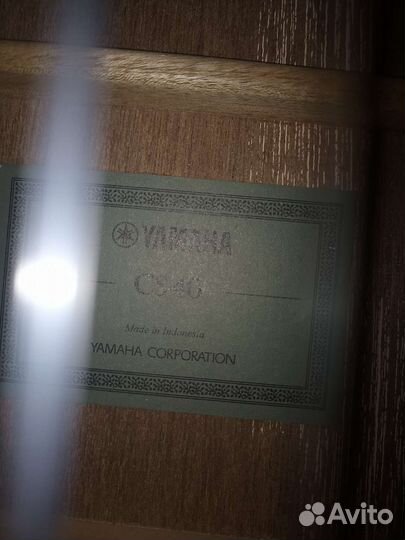 YAMAHA
CS40
Made in Indonesia
YAMAHA CORPORATION
Avito